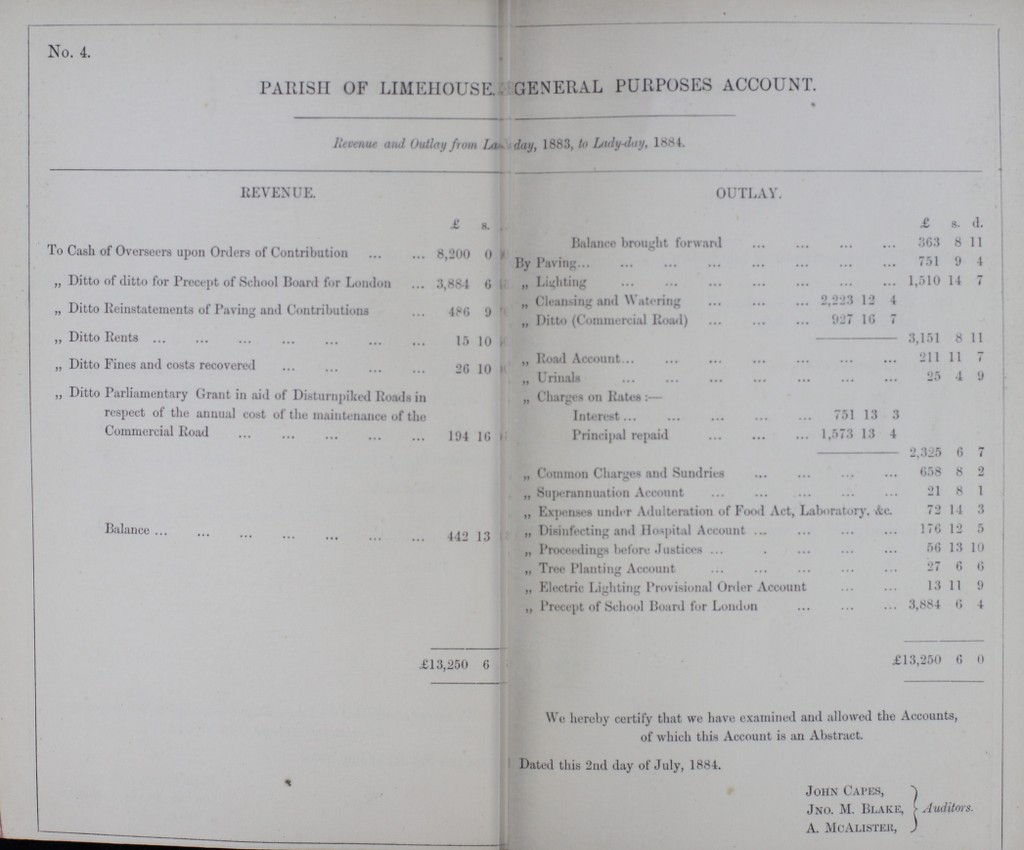 No. 4.
PARISH OF LIMEHOUSE. GENERAL PURPOSES ACCOUNT.
Revenue and Outlay from day, 1883, to Lady-day, 1884.
REVENUE.
£ s.
To Cash of Overseers upon Orders of Contribution ... ... 8,200 0
„ Ditto of ditto for Precept of School Board for London ... 3,884 6
„ Ditto Reinstatements of Paving and Contributions ... 486 9
„ Ditto Rents ... ... ... ... ... ... ... 15 10
„ Ditto Fines and costs recovered ... ... ... ... 26 10
„ Ditto Parliamentary Grant in aid of Disturnpiked Roads in
respect of the annual cost of the maintenance of the
Commercial Road ... ... ... ... ... 194 16
Balance ... ... ... ... ... ... ... 442 13
£13,250 6
OUTLAY.
£ s. d.
Balance brought forward ... ... ... ... 363 8 11
By Paving... ... ... ... ... ... ... ... 751 9 4
„ Lighting ... ... ... ... ... ... ... 1,510 14 7
„ Cleansing and Watering ... ... ... 2,223 12 4
„ Ditto (Commercial Road) ... ... ... 927 16 7
3,151 8 11
„ Road Account... ... ... ... ... ... ... 211 11 7
„ Urinals ... ... ... ... ... ... ... 25 4 9
„ Charges on Rates :—
Interest ... ... ... ... ... 751 13 3
Principal repaid ... ... ... 1,573 13 4
2,325 6 7
„ Common Charges and Sundries ... ... ... ... 658 8 2
„ Superannuation Account ... ... ... ... ... 21 8 1
„ Expenses under Adulteration of Food Act, Laboratory, &c. 72 14 3
„ Disinfecting and Hospital Account ... ... ... ... 176 12 5
„ Proceedings before Justices ... . ... ... ... 56 13 10
„ Tree Planting Account ... ... ... ... ... 27 6 6
„ Electric Lighting Provisional Order Account ... ... 13 11 9
„ Precept of School Board for London ... ... ... 3,884 6 4
£13,250 6 0
We hereby certify that we have examined and allowed the Accounts,
of which this Account is an Abstract.
Dated this 2nd day of July, 1884.
JOHN CAPES,
JNO. M. BLAKE, } Auditors.
A. MCALISTER,